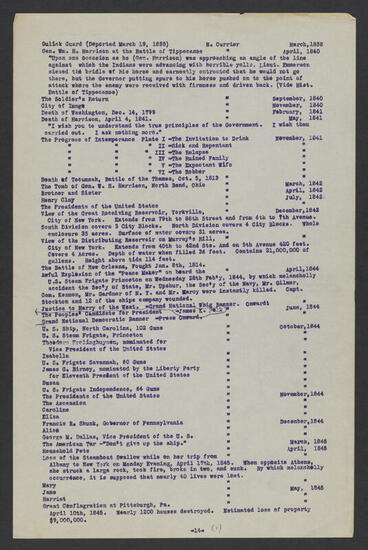 Gulick Guard (Departed March 19, 1838) N. Currier March, 1838
Gen. Wm. H. Harrison at the Battle of Tippecanoe " April, 1840
"Upon one occasion as he (Gen. Harrison) was approaching an angle of the line
against which the Indians were advancing with horrible yells, Lieut. Emmerson
siezed the bridle of his horse and earnestly entreated that he would not go
there, but the Governor putting spurs to his horse pushed on to the point of
attack where the enemy were received with firmness and driven back. (Vide Hist.
Battle of Tippecanoe)
The Soldier's Return " September, 1840
City of " November, 1840
Death of Washington, Dec. 14, 1799 " February, 1841
Death of Harrison, April 4, 1841. " May, 1841
"I wish you to understand the true principles of the Government. I wish them
carried out. I ask nothing more."
The Progress of Intemperance Plate I -The Invitation to Drink November, 1841
" " " " II -Sick and Repentant "
" " " " III -The Relapse "
" " " " IV -The Ruined Family "
" " " " V -The Expectant Wife "
" " " " VI -The Robber "
Death of Tecumseh, Battle of the Thames, Oct. 5, 1813 "
The Tomb of Gen. W. H. Harrison, North Bend, Ohio " March, 1842
Brother and Sister " April, 1842
Henry Clay " July, 1842
The Presidents of the United States "
View of the Great Receiving Reservoir, Yorkville, " December, 1842
City of New York. Extends from 79th to 86th Street and from 6th to 7th Avenue.
South Division covers 3 City Blocks. North Division covers 4 City Blocks. Whole
enclosure 35 acres. Surface of water covers 31 acres.
View of the Distributing Reservoir on Murray's Hill, "
City of New York. Extends from 40th to 42nd Sts. and on 5th Avenue 420 feet.
Covers 4 Acres. Depth of water when filled 36 feet. Contains 21,000,000 of
gallons. Height above tide 114 feet.
The Battle of New Orleans, Fought Jan. 8th, 1814. "
Awful Explosion of the "Peace Maker" on board the " April, 1844
U.S. Steam Frigate Princeton on Wednesday 28th Feb'y, 1844, by which melancholly
accident the Sec'y of State, Mr. Upshur, the Sec'y of the Navy, Mr. Gilmer,
Com. Kennon, Mr. Gardner of N. Y. and Mr. Marcy were instantly killed. Capt.
Stockton and 12 of the ships company wounded.
Justice to Harry of the West. -Grand National Whig Banner. Onward:
The Peoples' Candidate for President -James K. Polk " June, 1844
Grand National Democratic Banner -Press Onward. "
U. S. Ship, North Carolina, 102 Guns " October, 1844
U. S. Steam Frigate, Princeton "
Theodore Frelinghuysen, nominated for "
Vice President of the United States
Isabella "
U. S. Frigate Savannah, 60 Guns "
James G. Birney, nominated by the Liberty Party "
for Eleventh President of the United States
Susan "
U. S. Frigate Independence, 64 Guns "
The Presidents of the United States " November, 1844
The Ascension "
Caroline "
Eliza "
Francis R. Shunk, Governor of Pennsylvania " December, 1844
Alice "
George M. Dallas, Vice President of the U. S. "
The American Tar -"Don't give up the ship." " March, 1845
Household Pets " April, 1845
Loss of the Steamboat Swallow while on her trip from "
Albany to New York on Monday Evening, April 17th, 1845. When opposite Athens,
she struck a large rock, took fire, broke in two, and sunk. By which melancholly
occurrence, it is supposed that nearly 40 lives were lost.
Mary "
Jane " May, 1845
Harriet "
Great Conflagration at Pittsburgh, Pa. "
April 10th, 1845. Nearly 1200 houses destroyed. Estimated loss of property
$9,000,000.
-14- (1)